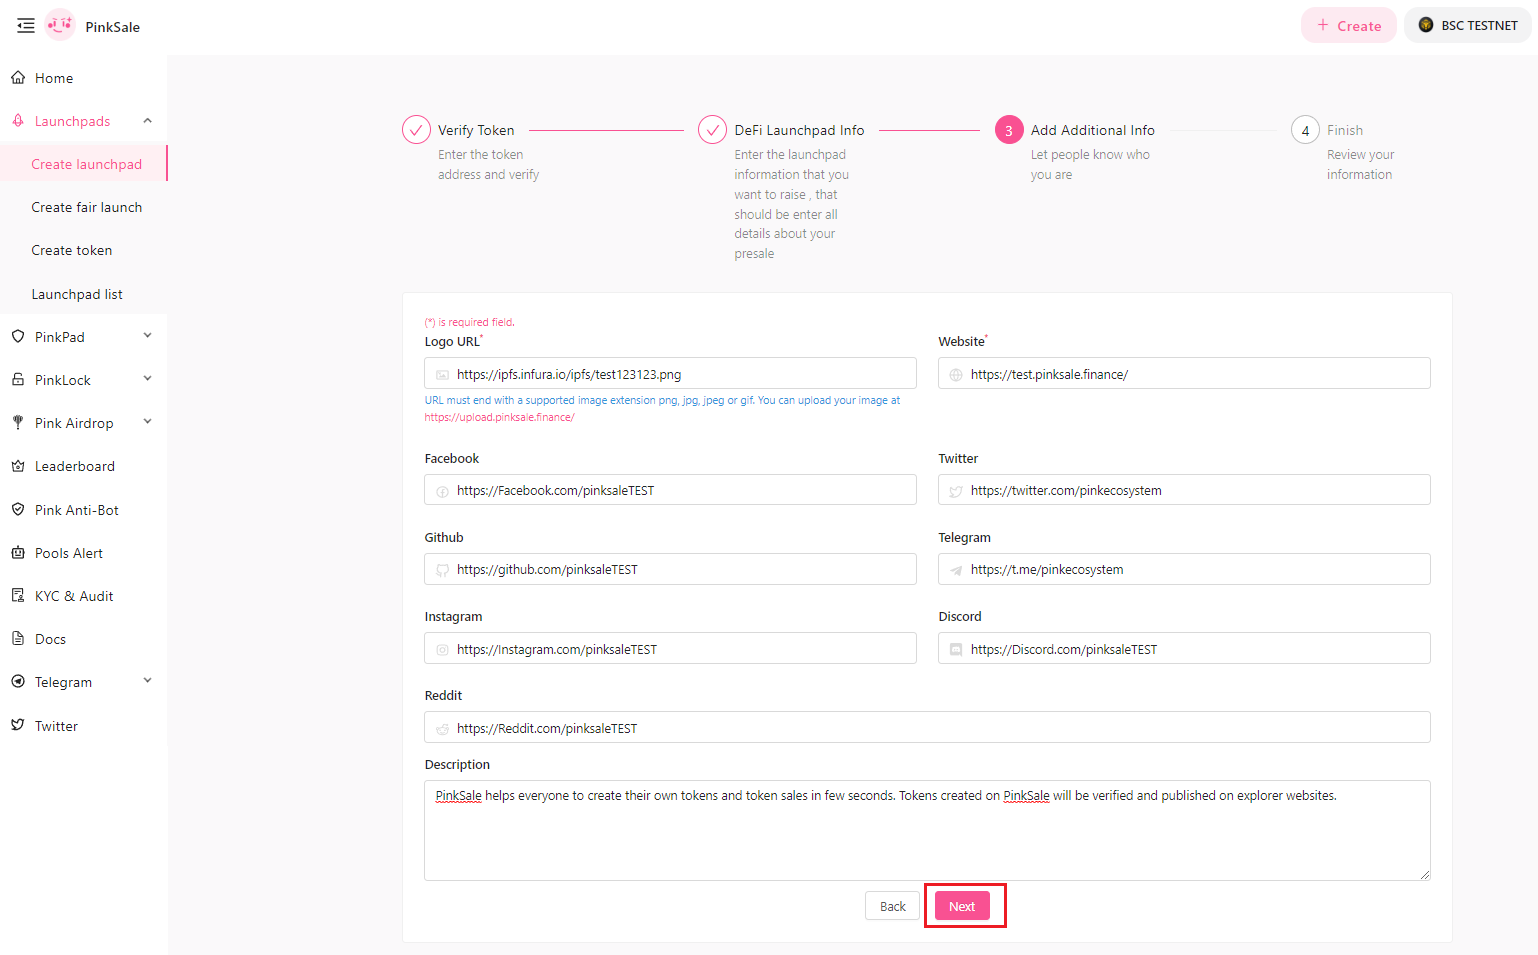 PinkSale
+ Create
BSC TESTNET
Home
Launchpads
Create launchpad
Create fair launch
Create token
Launchpad list
PinkPad
PinkLock
Pink Airdrop
Leaderboard
Pink Anti-Bot
Pools Alert
KYC & Audit
Docs
Telegram
Twitter
Verify Token
Enter the token
address and verify
DeFi Launchpad Info
Enter the launchpad
information that you
want to raise , that
should be enter all
details about your
presale
3
Add Additional Info
Let people know who
you are
4
Finish
Review your
information
(*) is required field.
Logo URL*
https://ipfs.infura.io/ipfs/test123123.png
URL must end with a supported image extension png, jpg, jpeg or gif. You can upload your image at
https://upload.pinksale.finance/
Website*
https://test.pinksale.finance/
Facebook
https://Facebook.com/pinksaleTEST
Twitter
https://twitter.com/pinkecosystem
Github
https://github.com/pinksaleTEST
Telegram
https://t.me/pinkecosystem
Instagram
https://Instagram.com/pinksaleTEST
Discord
https://Discord.com/pinksaleTEST
Reddit
https://Reddit.com/pinksaleTEST
Description
PinkSale helps everyone to create their own tokens and token sales in few seconds. Tokens created on PinkSale will be verified and published on explorer websites.
Back
Next